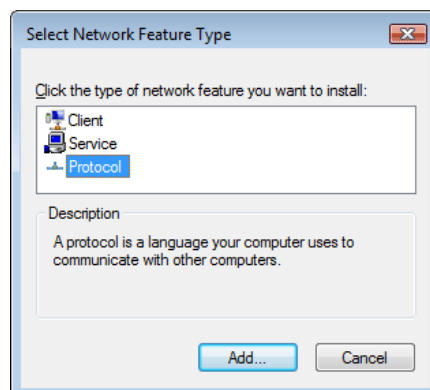 Select Network Feature Type
Click the type of network feature you want to install:
Client
Service
Protocol
Description
A protocol is a language your computer uses to
communicate with other computers.
Add...
Cancel